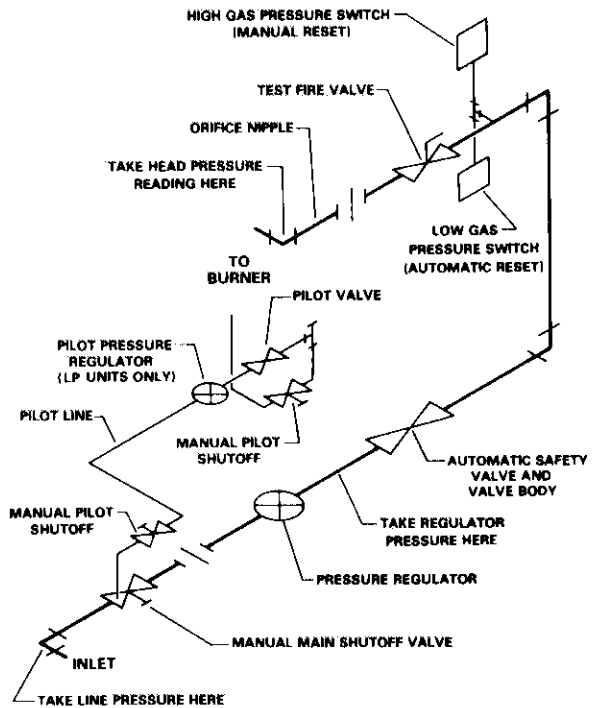 HIGH GAS PRESSURE SWITCH
(MANUAL RESET)
TEST FIRE VALVE
ORIFICE NIPPLE
TAKE HEAD PRESSURE
READING HERE
LOW GAS
PRESSURE SWITCH
(AUTOMATIC RESET)
TO
BURNER
PILOT VALVE
PILOT PRESSURE
REGULATOR
(LP UNITS ONLY)
PILOT LINE
MANUAL PILOT
SHUTOFF
AUTOMATIC SAFETY
VALVE AND
VALVE BODY
MANUAL PILOT
SHUTOFF
TAKE REGULATOR
PRESSURE HERE
PRESSURE REGULATOR
MANUAL MAIN SHUTOFF VALVE
INLET
TAKE LINE PRESSURE HERE